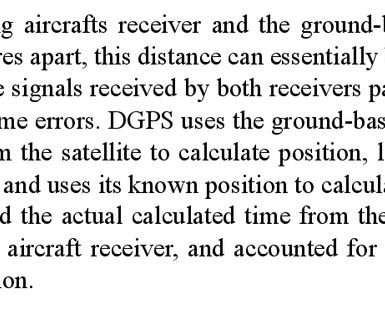 g aircrafts receiver and the ground-b
res apart, this distance can essentially
e signals received by both receivers pa
me errors. DGPS uses the ground-bas
m the satellite to calculate position, l
and uses its known position to calcula
d the actual calculated time from the
aircraft receiver, and accounted for
on.